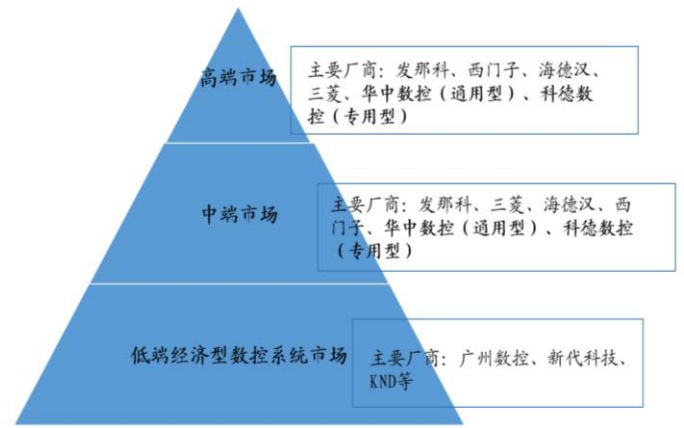 高端市场
主要厂商：发那科、西门子、海德汉、
三菱、华中数控（通用型）、科德数
控（专用型）
中端市场
主要厂商：发那科、三菱、海德汉、西
门子、华中数控（通用型）、科德数控
（专用型）
低端经济型数控系统市场
主要厂商：广州数控、新代科技、
KND等